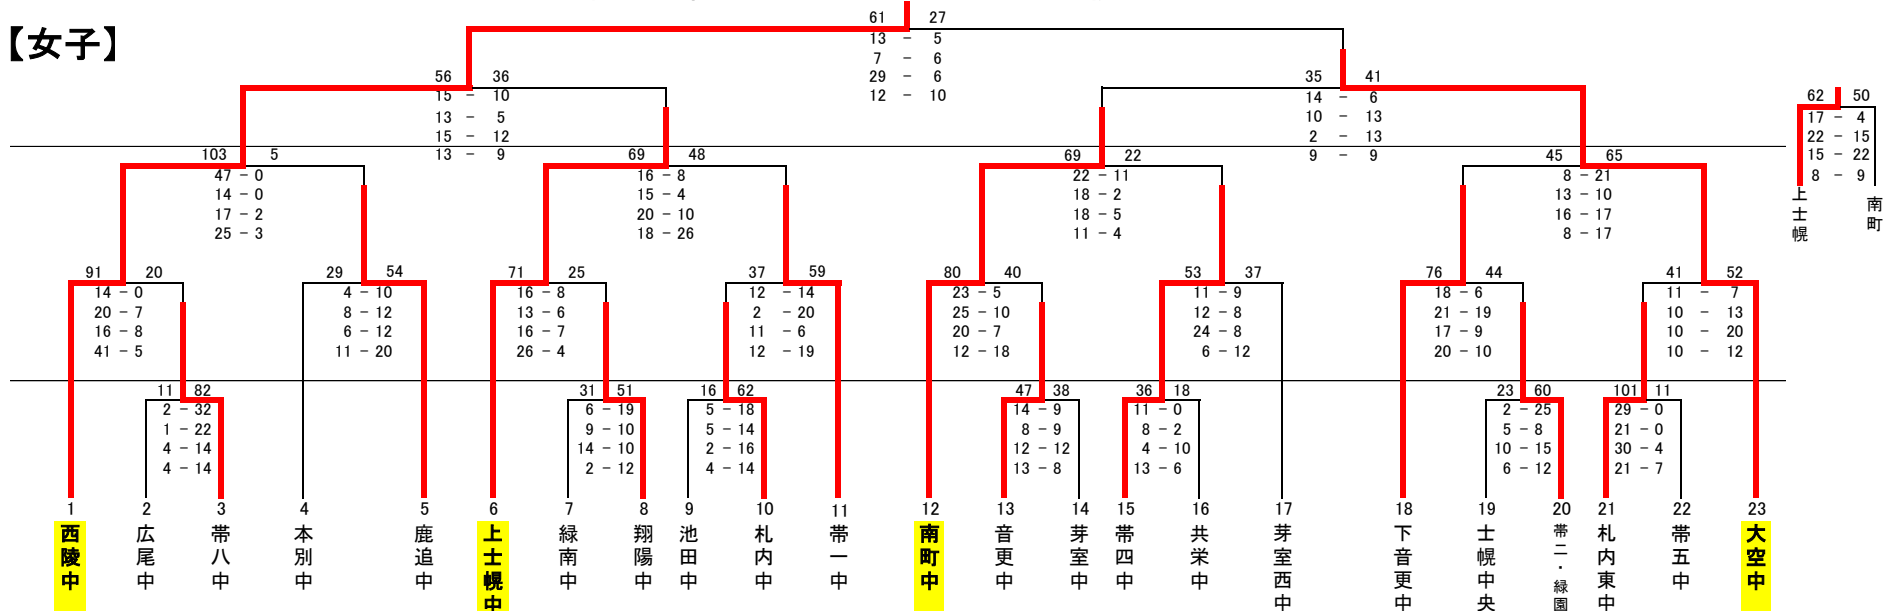 61 27
【女子】
13 - 5
7 - 6
29 - 6
12 - 10
56 36
15 - 10
13 - 5
15 - 12
13 - 9
35 41
14 - 6
10 - 13
2 - 13
9 - 9
62 50
17 - 4
22 - 15
15 - 22
8 - 9
上士幌
南町
103 5
47 - 0
14 - 0
17 - 2
25 - 3
69 48
16 - 8
15 - 4
20 - 10
18 - 26
69 22
22 - 11
18 - 2
18 - 5
11 - 4
45 65
8 - 21
13 - 10
16 - 17
8 - 17
91 20
14 - 0
20 - 7
16 - 8
41 - 5
29 54
4 - 10
8 - 12
6 - 12
11 - 20
71 25
16 - 8
13 - 6
16 - 7
26 - 4
37 59
12 - 14
2 - 20
11 - 6
12 - 19
80 40
23 - 5
25 - 10
20 - 7
12 - 18
53 37
11 - 9
12 - 8
24 - 8
6 - 12
76 44
18 - 6
21 - 19
17 - 9
20 - 10
41 52
11 - 7
10 - 13
10 - 20
10 - 12
11 82
2 - 32
1 - 22
4 - 14
4 - 14
31 51
6 - 19
9 - 10
14 - 10
2 - 12
16 62
5 - 18
5 - 14
2 - 16
4 - 14
47 38
14 - 9
8 - 9
12 - 12
13 - 8
36 18
11 - 0
8 - 2
4 - 10
13 - 6
23 60
2 - 25
5 - 8
10 - 15
6 - 12
101 11
29 - 0
21 - 0
30 - 4
21 - 7
1 2 3 4 5 6 7 8 9 10 11 12 13 14 15 16 17 18 19 20 21 22 23
西陵中
広尾中
帯八中
本別中
鹿追中
上士幌中
緑南中
翔陽中
池田中
札内中
帯一中
南町中
音更中
芽室中
帯四中
共栄中
芽室西中
下音更中
士幌中央
帯二・緑園
札内東中
帯五中
大空中